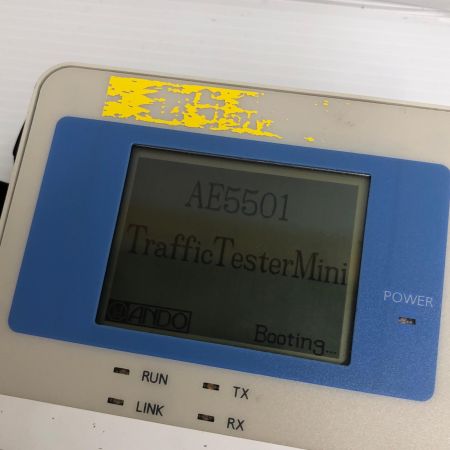 AE5501
TrafficTesterMini
ANDO
Booting...
POWER
RUN
TX
LINK
RX